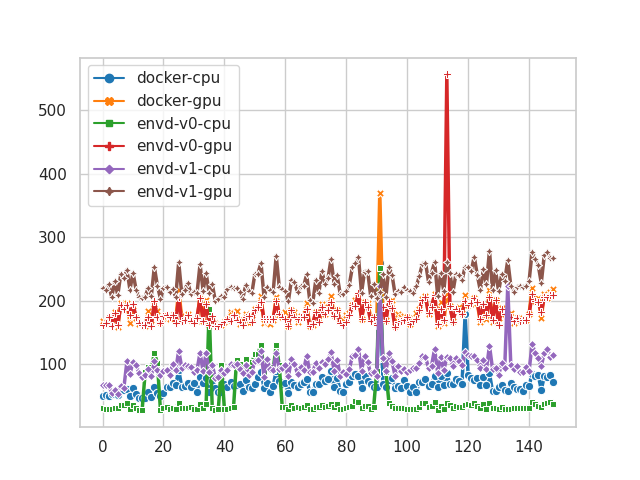 docker-cpu
docker-gpu
envd-v0-cpu
envd-v0-gpu
envd-v1-cpu
envd-v1-gpu
500
400
300
200
100
0 20 40 60 80 100 120 140